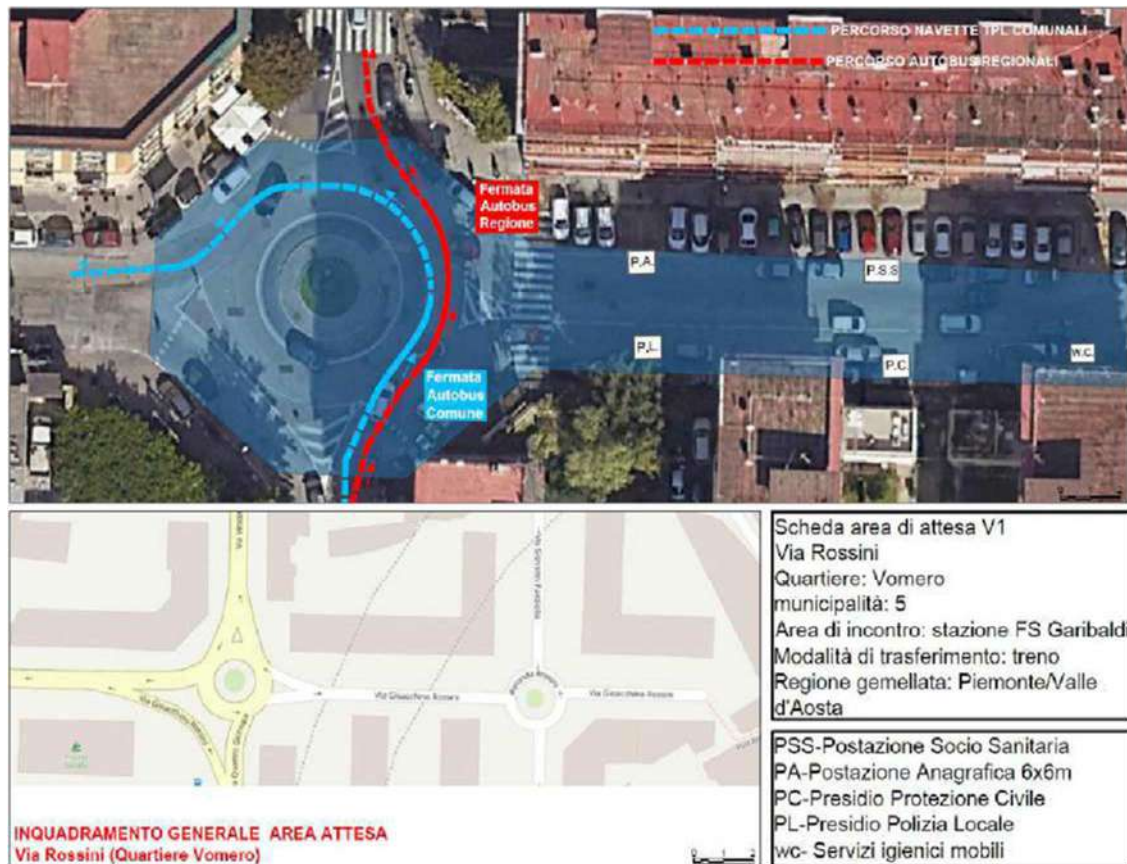 PERCORSO NAVETTE TPL COMUNALI
PERCORSO AUTOBUS REGIONALI
Fermata
Autobus
Regione
P.A.
P.S.S
P.L.
P.C.
w.c.
Fermata
Autobus
Comune
Via Gioacchino Rossini
Via Gioacchino Rossini
INQUADRAMENTO GENERALE AREA ATTESA
Via Rossini (Quartiere Vomero)
Scheda area di attesa V1
Via Rossini
Quartiere: Vomero
municipalità: 5
Area di incontro: stazione FS Garibaldi
Modalità di trasferimento: treno
Regione gemellata: Piemonte/Valle
d'Aosta
PSS-Postazione Socio Sanitaria
PA-Postazione Anagrafica 6x6m
PC-Presidio Protezione Civile
PL-Presidio Polizia Locale
wc- Servizi igienici mobili